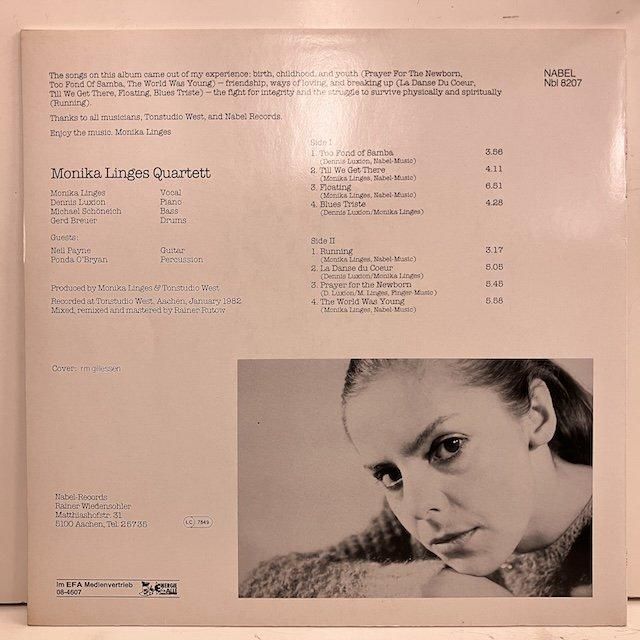 The songs on this album came out of my experience: birth, childhood, and youth (Prayer For The Newborn,
Too Fond Of Samba, The World Was Young) – friendship, ways of loving, and breaking up (La Danse Du Coeur,
Till We Get There, Floating, Blues Triste) – the fight for integrity and the struggle to survive physically and spiritually
(Running).
Thanks to all musicians, Tonstudio West, and Nabel Records.
Enjoy the music. Monika Linges
NABEL
Nbl 8207
Monika Linges Quartett
Monika Linges Vocal
Dennis Luxion Piano
Michael Schöneich Bass
Gerd Breuer Drums
Guests:
Neil Payne Guitar
Ponda O'Bryan Percussion
Produced by Monika Linges & Tonstudio West
Recorded at Tonstudio West, Aachen, January 1982
Mixed, remixed and mastered by Rainer Rutow
Side I
1. Too Fond of Samba 3.56
(Dennis Luxion, Nabel-Music)
2. Till We Get There 4.11
(Monika Linges, Nabel-Music)
3. Floating 6.51
(Monika Linges, Nabel-Music)
4. Blues Triste 4.28
(Dennis Luxion/Monika Linges)
Side II
1. Running 3.17
(Monika Linges, Nabel-Music)
2. La Danse du Coeur 5.05
(Dennis Luxion/Monika Linges)
3. Prayer for the Newborn 5.45
(D. Luxion/M. Linges, Finger-Music)
4. The World Was Young 5.58
(Monika Linges, Nabel-Music)
Cover: rm gillessen
Nabel-Records
Rainer Wiedensohler
Matthiashofstr. 31
5100 Aachen, Tel. 25735
LC 7649
Im EFA Medienvertrieb
08-4507